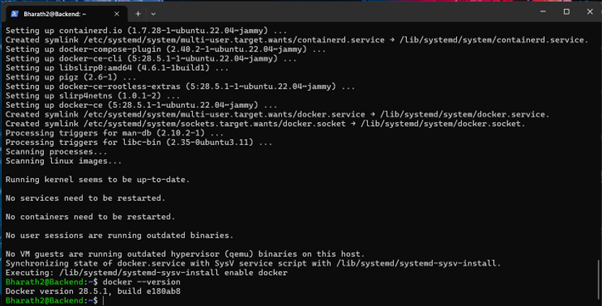 Bharath2@Backend: ~
Setting up containerd.io (1.7.28-1~ubuntu.22.04~jammy) ...
Created symlink /etc/systemd/system/multi-user.target.wants/containerd.service → /lib/systemd/system/containerd.service.
Setting up docker-compose-plugin (2.40.2-1~ubuntu.22.04~jammy) ...
Setting up docker-ce-cli (5:28.5.1-1~ubuntu.22.04~jammy) ...
Setting up libslirp0:amd64 (4.6.1-1build1) ...
Setting up pigz (2.6-1) ...
Setting up docker-ce-rootless-extras (5:28.5.1-1~ubuntu.22.04~jammy) ...
Setting up slirp4netns (1.0.1-2) ...
Setting up docker-ce (5:28.5.1-1~ubuntu.22.04~jammy) ...
Created symlink /etc/systemd/system/multi-user.target.wants/docker.service → /lib/systemd/system/docker.service.
Created symlink /etc/systemd/system/sockets.target.wants/docker.socket → /lib/systemd/system/docker.socket.
Processing triggers for man-db (2.10.2-1) ...
Processing triggers for libc-bin (2.35-0ubuntu3.11) ...
Scanning processes...
Scanning linux images...
Running kernel seems to be up-to-date.
No services need to be restarted.
No containers need to be restarted.
No user sessions are running outdated binaries.
No VM guests are running outdated hypervisor (qemu) binaries on this host.
Synchronizing state of docker.service with SysV service script with /lib/systemd/systemd-sysv-install.
Executing: /lib/systemd/systemd-sysv-install enable docker
Bharath2@Backend:~$ docker --version
Docker version 28.5.1, build e180ab8
Bharath2@Backend:~$